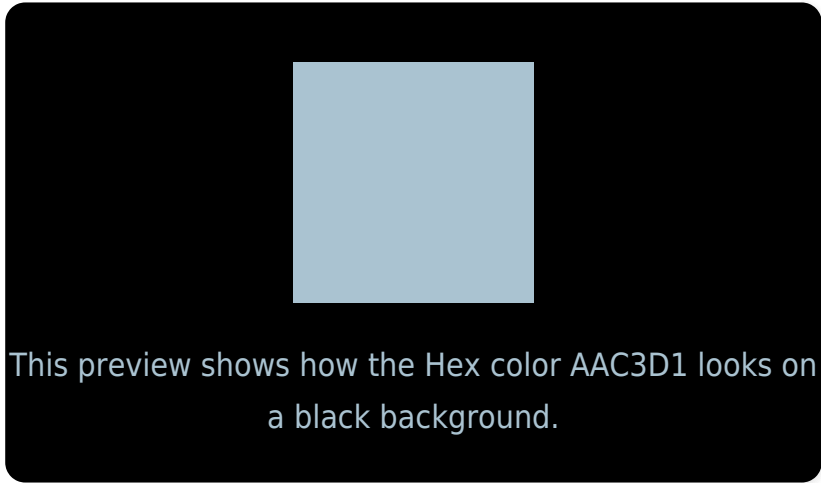 This preview shows how the Hex color AAC3D1 looks on
a black background.